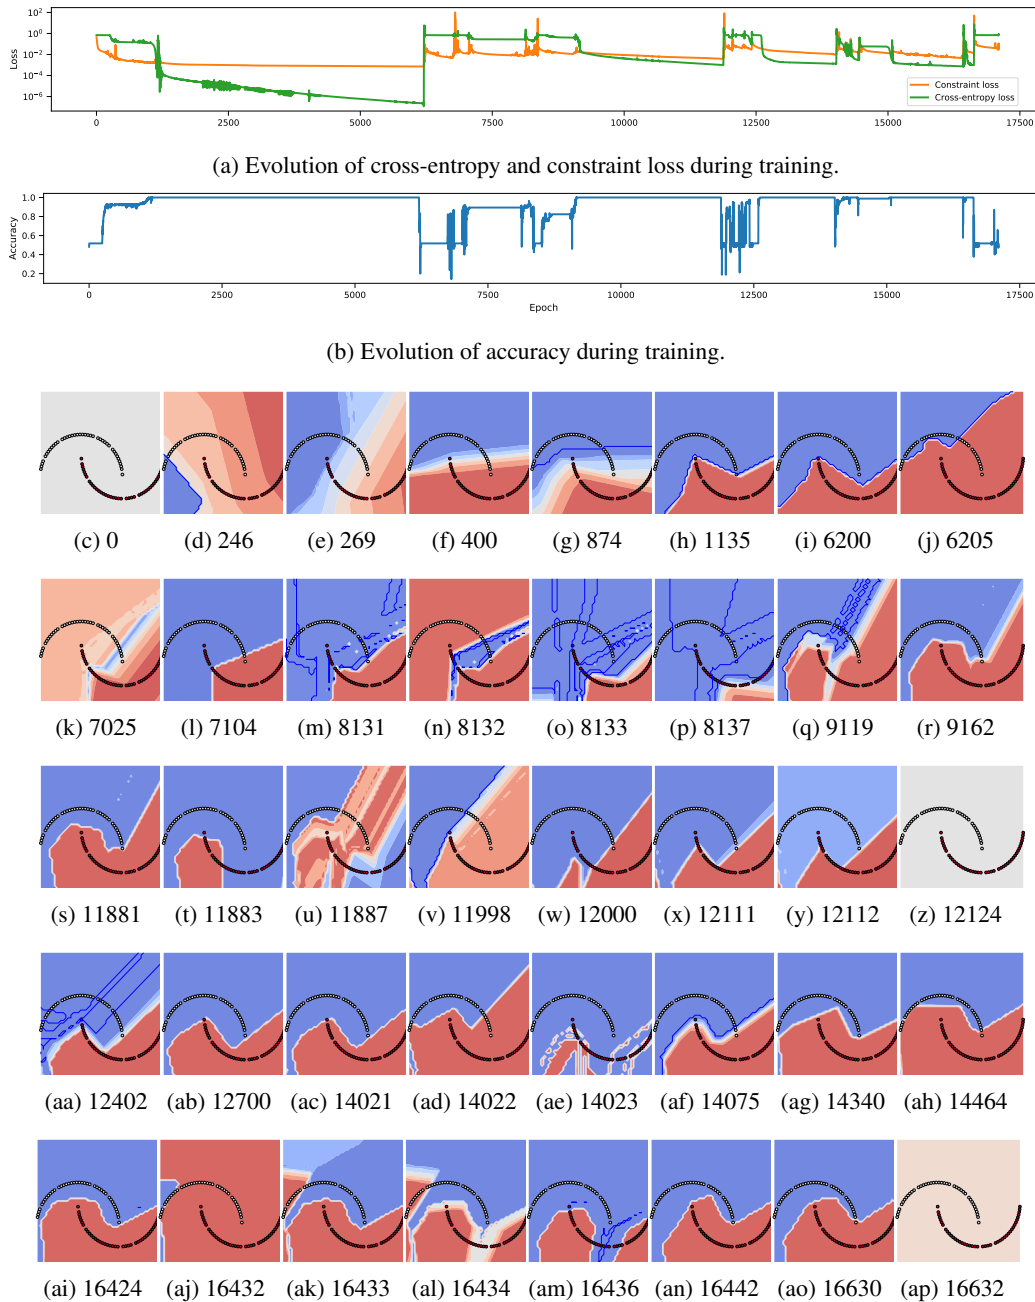 10^2
10^0
10^-2
10^-4
10^-6
Loss
Constraint loss
Cross-entropy loss
0 2500 5000 7500 10000 12500 15000 17500
(a) Evolution of cross-entropy and constraint loss during training.
1.0
0.8
0.6
0.4
0.2
Accuracy
0 2500 5000 7500 10000 12500 15000 17500
Epoch
(b) Evolution of accuracy during training.
(c) 0 (d) 246 (e) 269 (f) 400 (g) 874 (h) 1135 (i) 6200 (j) 6205
(k) 7025 (l) 7104 (m) 8131 (n) 8132 (o) 8133 (p) 8137 (q) 9119 (r) 9162
(s) 11881 (t) 11883 (u) 11887 (v) 11998 (w) 12000 (x) 12111 (y) 12112 (z) 12124
(aa) 12402 (ab) 12700 (ac) 14021 (ad) 14022 (ae) 14023 (af) 14075 (ag) 14340 (ah) 14464
(ai) 16424 (aj) 16432 (ak) 16433 (al) 16434 (am) 16436 (an) 16442 (ao) 16630 (ap) 16632